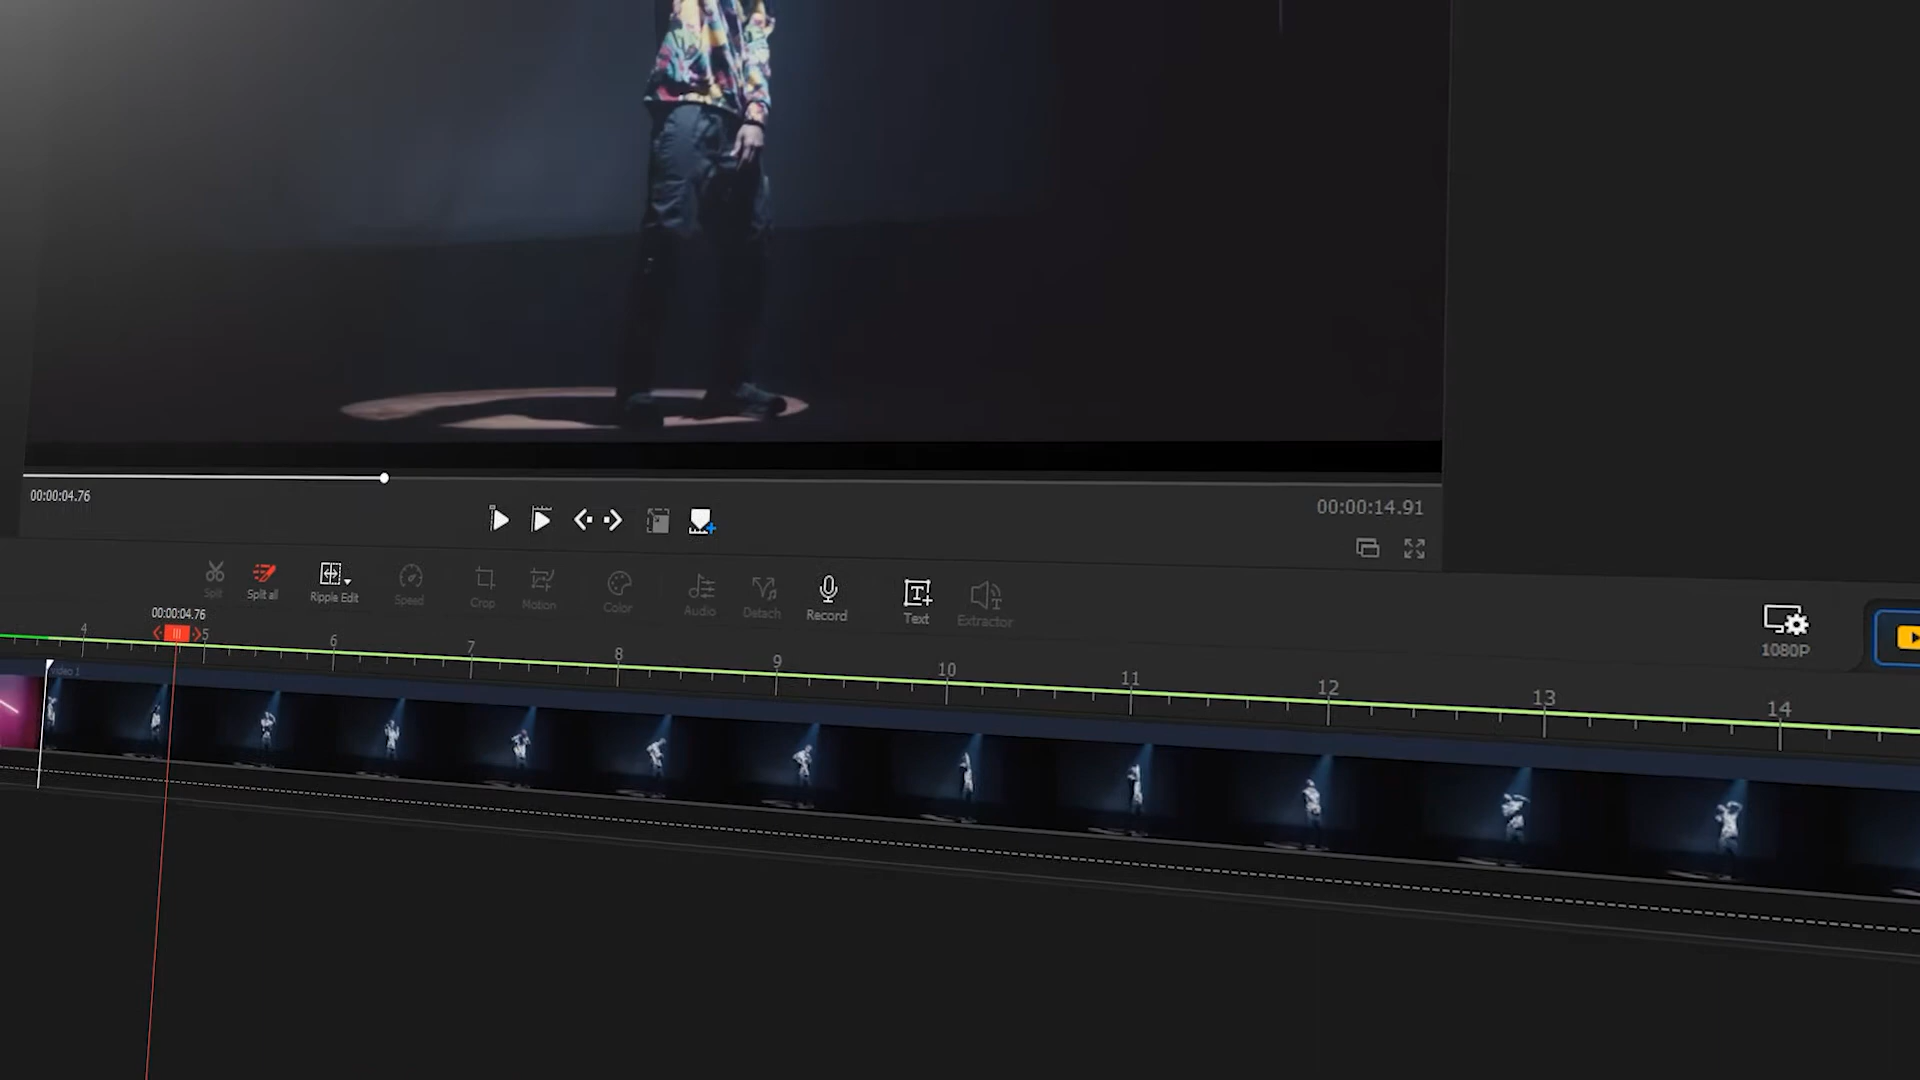 00:00:04.76
00:00:14.91
Split
Split all
Ripple Edit
Speed
Crop
Motion
Color
Audio
Detach
Record
Text
Extractor
1080P
00:00:04.76
4 5 6 7 8 9 10 11 12 13 14
video 1